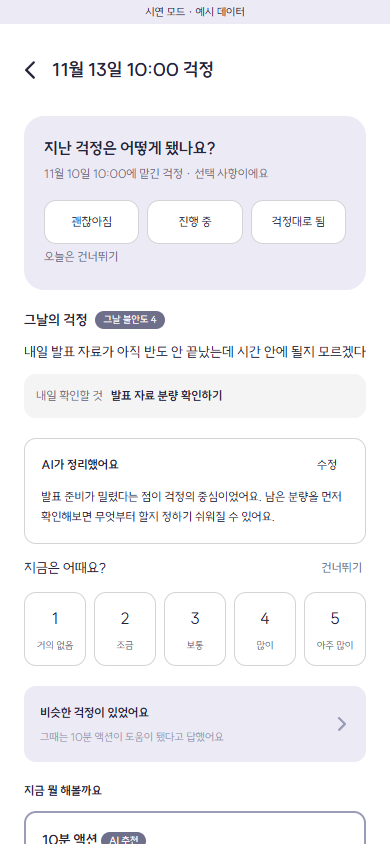 시연 모드 · 예시 데이터
11월 13일 10:00 걱정
지난 걱정은 어떻게 됐나요?
11월 10일 10:00에 맡긴 걱정 · 선택 사항이에요
괜찮아짐 진행 중 걱정대로 됨
오늘은 건너뛰기
그날의 걱정 그날 불안도 4
내일 발표 자료가 아직 반도 안 끝났는데 시간 안에 될지 모르겠다
내일 확인할 것 발표 자료 분량 확인하기
AI가 정리했어요 수정
발표 준비가 밀렸다는 점이 걱정의 중심이었어요. 남은 분량을 먼저
확인해보면 무엇부터 할지 정하기 쉬워질 수 있어요.
지금은 어때요? 건너뛰기
1 2 3 4 5
거의 없음 조금 보통 많이 아주 많이
비슷한 걱정이 있었어요
그때는 10분 액션이 도움이 됐다고 답했어요
지금 뭘 해볼까요
10분 액션 AI 추천